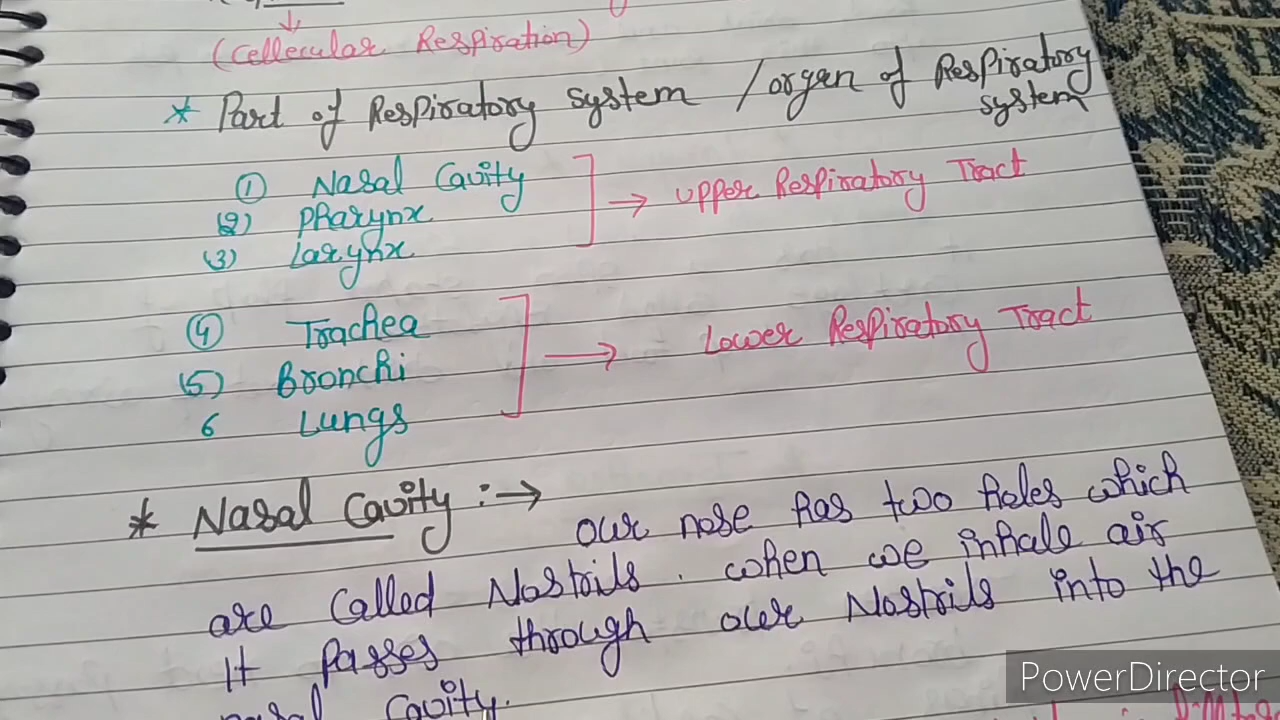 (Cellecular Respiration)
* Part of Respiratory system / organ of Respiratory system
① Nasal Cavity
(2) Pharynx
(3) Larynx
→ upper Respiratory Tract
④ Trachea
(5) Bronchi
6 Lungs
→ Lower Respiratory Tract
* Nasal Cavity :→ our nose has two holes which
are Called Nostrils. when we inhale air
It Passes through our Nostrils into the
nasal Cavity.
PowerDirector